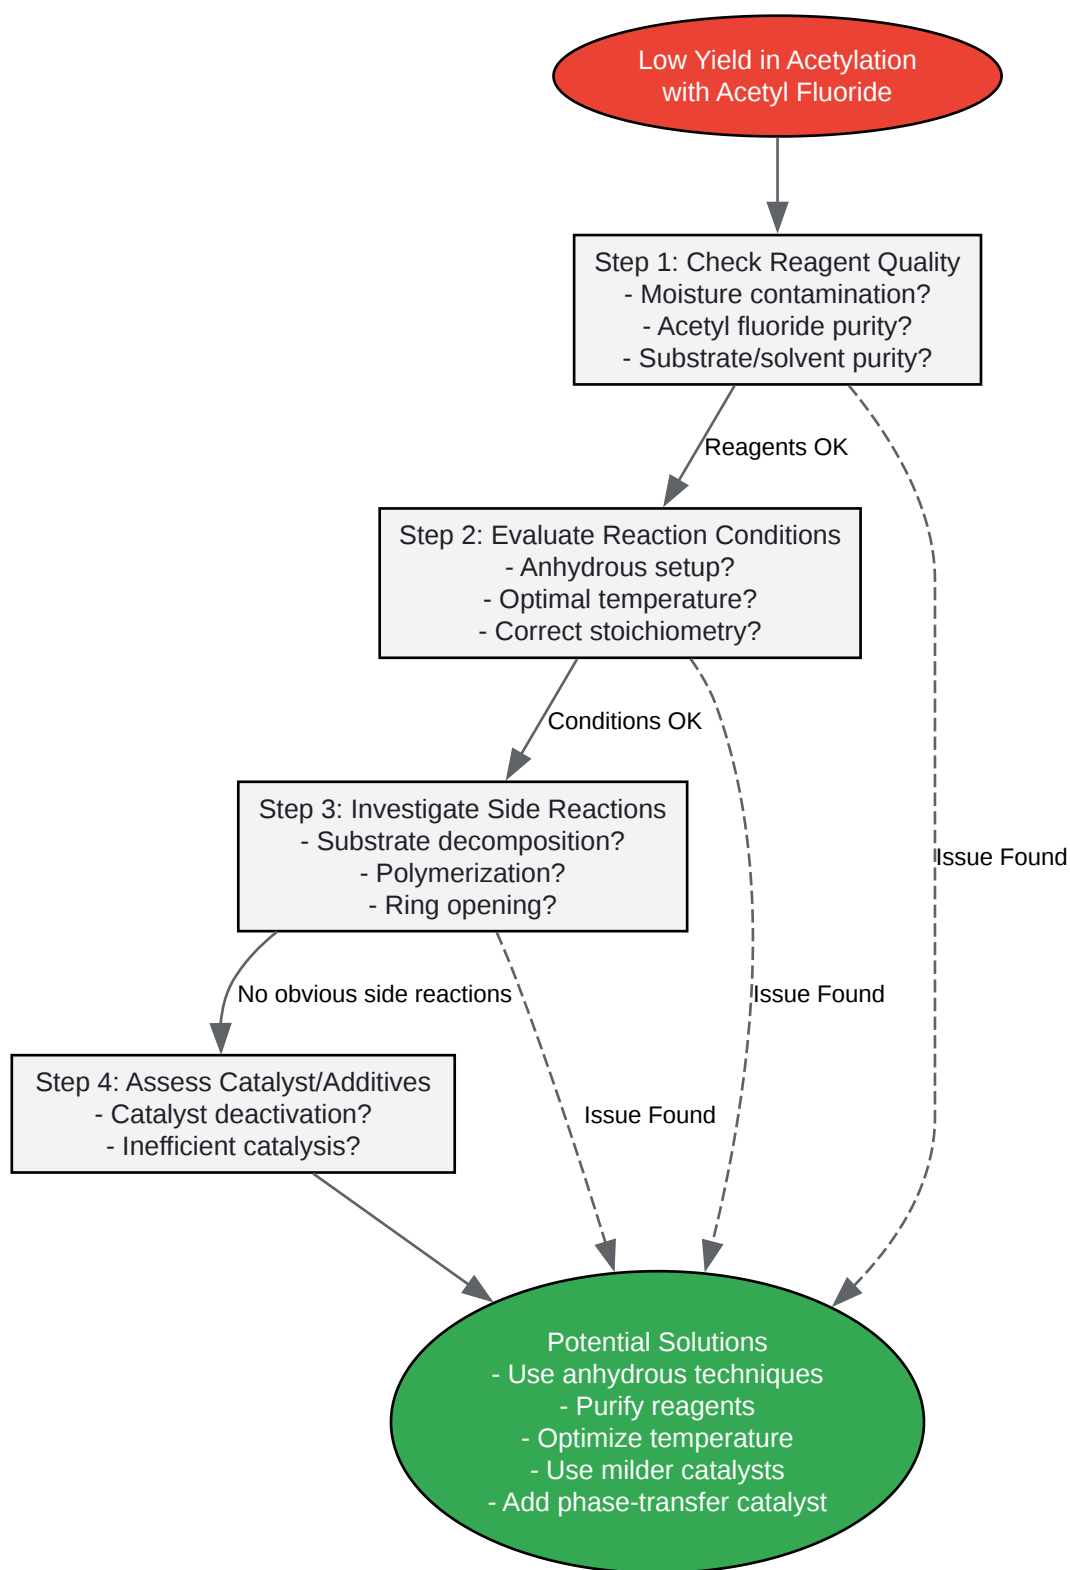 Low Yield in Acetylation
with Acetyl Fluoride
Step 1: Check Reagent Quality
- Moisture contamination?
- Acetyl fluoride purity?
- Substrate/solvent purity?
Reagents OK
Step 2: Evaluate Reaction Conditions
- Anhydrous setup?
- Optimal temperature?
- Correct stoichiometry?
Conditions OK
Step 3: Investigate Side Reactions
- Substrate decomposition?
- Polymerization?
- Ring opening?
Issue Found
No obvious side reactions
Issue Found
Step 4: Assess Catalyst/Additives
- Catalyst deactivation?
- Inefficient catalysis?
Issue Found
Potential Solutions
- Use anhydrous techniques
- Purify reagents
- Optimize temperature
- Use milder catalysts
- Add phase-transfer catalyst